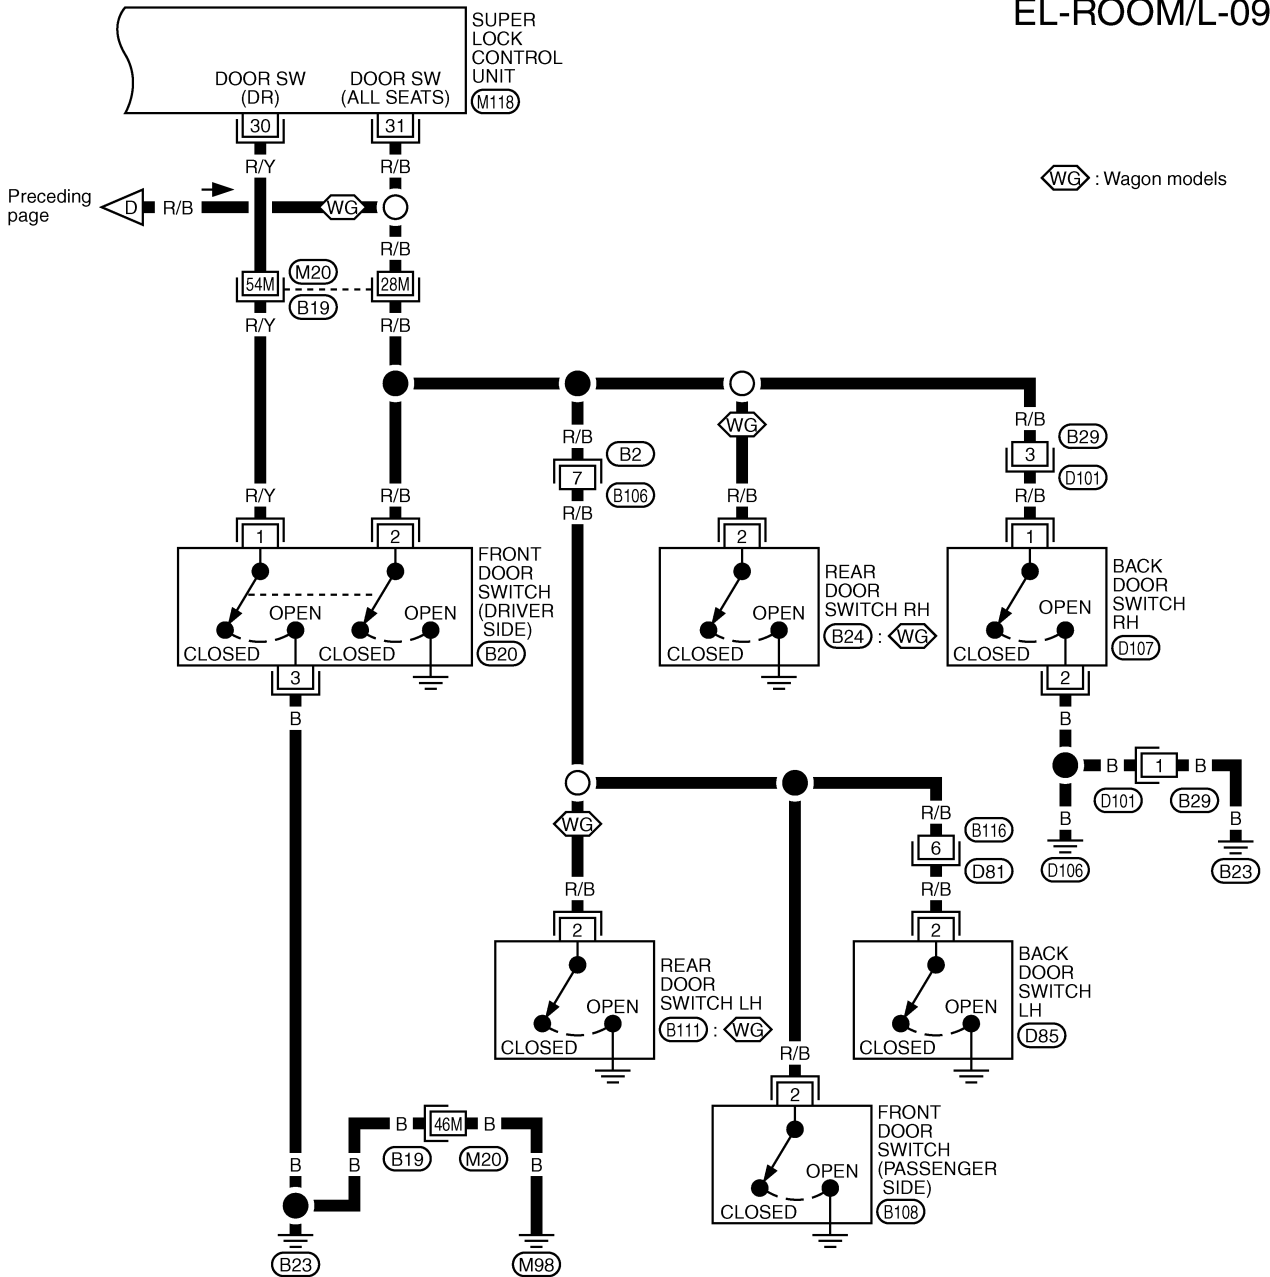 EL-ROOM/L-09
SUPER
LOCK
CONTROL
UNIT
M118
DOOR SW
(DR)
DOOR SW
(ALL SEATS)
30
31
R/Y
R/B
Preceding
page
D
R/B
WG
WG : Wagon models
R/B
54M
M20
B19
28M
R/Y
R/B
WG
R/B
B2
7
B106
R/B
R/B
B29
3
D101
R/B
R/Y
R/B
R/B
1
2
2
1
FRONT
DOOR
SWITCH
(DRIVER
SIDE)
B20
OPEN
CLOSED
OPEN
CLOSED
REAR
DOOR
SWITCH RH
B24 : WG
OPEN
CLOSED
BACK
DOOR
SWITCH
RH
D107
OPEN
CLOSED
3
B
2
B
B
1
B
D101
B29
B
B
D106
B23
WG
R/B
R/B
B116
6
D81
R/B
2
2
REAR
DOOR
SWITCH LH
B111 : WG
OPEN
CLOSED
BACK
DOOR
SWITCH
LH
D85
OPEN
CLOSED
R/B
2
FRONT
DOOR
SWITCH
(PASSENGER
SIDE)
B108
OPEN
CLOSED
B
46M
B
B19
M20
B
B
B
B23
M98